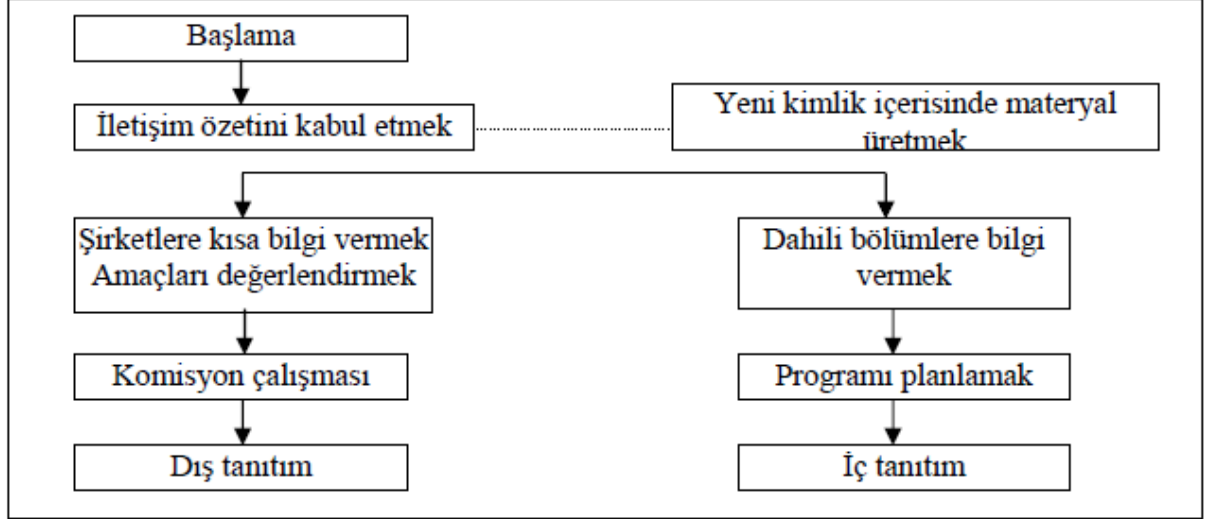 Başlama
İletişim özetini kabul etmek
Yeni kimlik içerisinde materyal
üretmek
Şirketlere kısa bilgi vermek
Amaçları değerlendirmek
Dahili bölümlere bilgi
vermek
Komisyon çalışması
Programı planlamak
Dış tanıtım
İç tanıtım